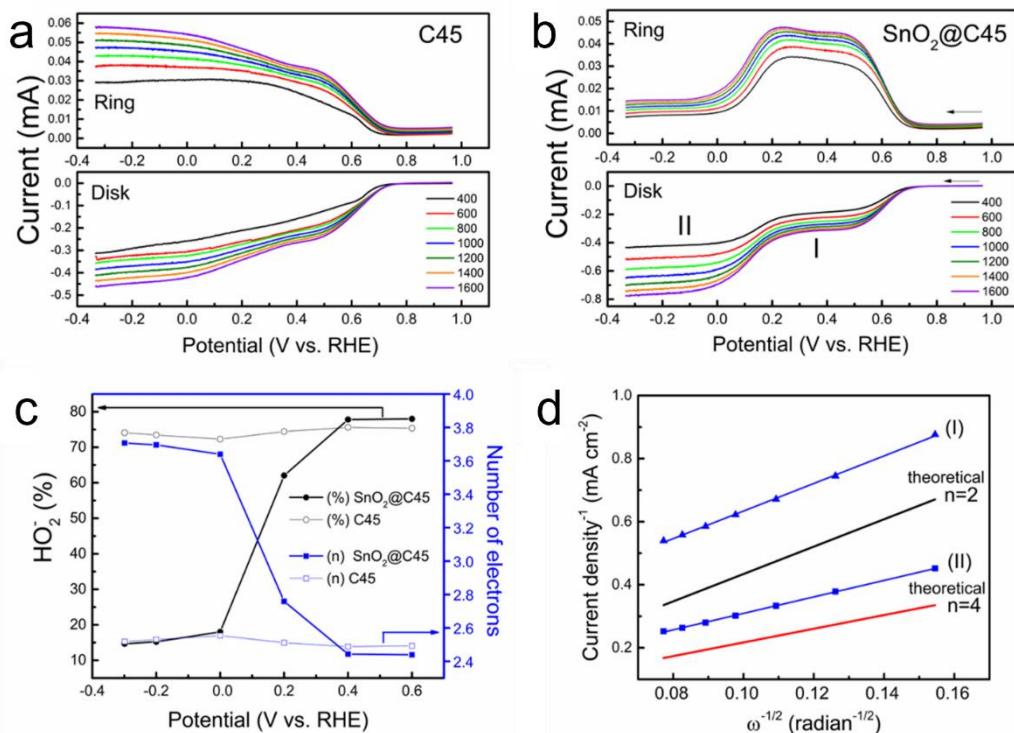 a
C45
Ring
0.06
0.05
0.04
0.03
0.02
0.01
0.00
-0.4 -0.2 0.0 0.2 0.4 0.6 0.8 1.0
Disk
0.0
-0.1
-0.2
-0.3
-0.4
-0.5
400
600
800
1000
1200
1400
1600
-0.4 -0.2 0.0 0.2 0.4 0.6 0.8 1.0
Current (mA)
Potential (V vs. RHE)
b
Ring
SnO₂@C45
0.05
0.04
0.03
0.02
0.01
0.00
-0.4 -0.2 0.0 0.2 0.4 0.6 0.8 1.0
Disk
II
I
0.0
-0.2
-0.4
-0.6
-0.8
400
600
800
1000
1200
1400
1600
-0.4 -0.2 0.0 0.2 0.4 0.6 0.8 1.0
Current (mA)
Potential (V vs. RHE)
c
80
70
60
50
40
30
20
10
HO₂⁻ (%)
(%) SnO₂@C45
(%) C45
(n) SnO₂@C45
(n) C45
4.0
3.8
3.6
3.4
3.2
3.0
2.8
2.6
2.4
Number of electrons
-0.4 -0.2 0.0 0.2 0.4 0.6
Potential (V vs. RHE)
d
1.0
0.8
0.6
0.4
0.2
Current density⁻¹ (mA cm⁻²)
(I)
theoretical
n=2
(II)
theoretical
n=4
0.08 0.10 0.12 0.14 0.16
ω⁻¹/² (radian⁻¹/²)